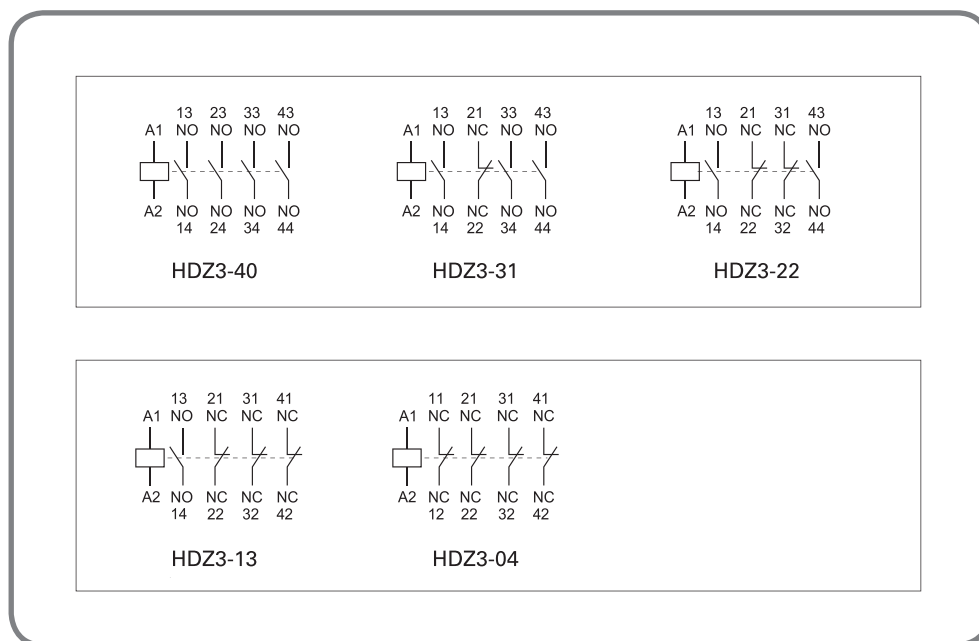 13 23 33 43
A1 NO NO NO NO
A2 NO NO NO NO
14 24 34 44
HDZ3-40
13 21 33 43
A1 NO NC NO NO
A2 NO NC NO NO
14 22 34 44
HDZ3-31
13 21 31 43
A1 NO NC NC NO
A2 NO NC NC NO
14 22 32 44
HDZ3-22
13 21 31 41
A1 NO NC NC NC
A2 NO NC NC NC
14 22 32 42
HDZ3-13
11 21 31 41
A1 NC NC NC NC
A2 NC NC NC NC
12 22 32 42
HDZ3-04